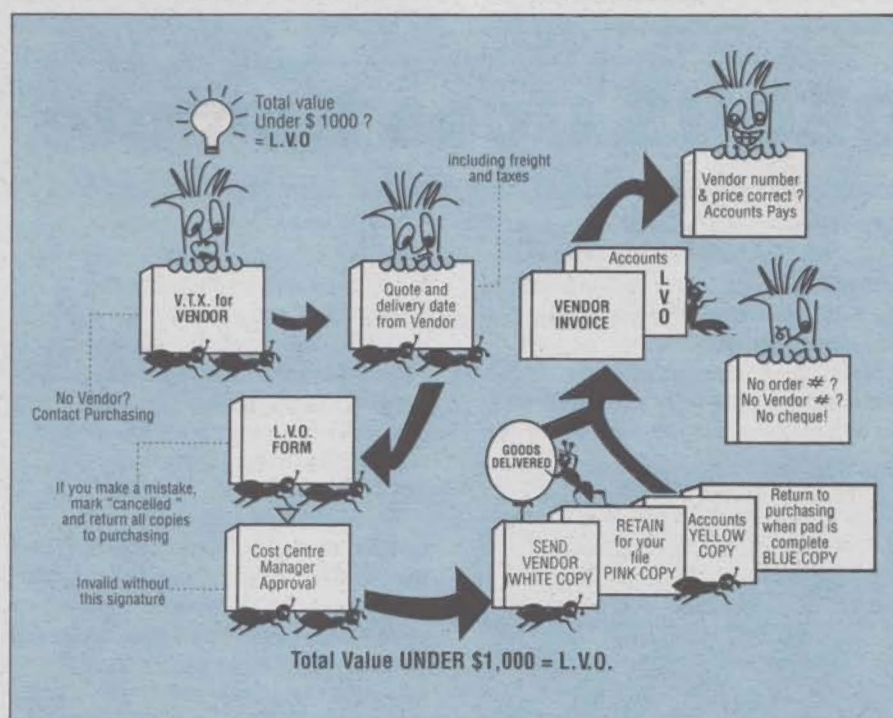 Total value
Under $ 1000 ?
= L.V.O
including freight
and taxes
Vendor number
& price correct ?
Accounts Pays
V.T.X. for
VENDOR
Quote and
delivery date
from Vendor
Accounts
L
V
O
VENDOR
INVOICE
No order # ?
No Vendor # ?
No cheque!
No Vendor?
Contact Purchasing
L.V.O.
FORM
If you make a mistake,
mark "cancelled "
and return all copies
to purchasing
GOODS
DELIVERED
Cost Centre
Manager
Approval
Invalid without
this signature
SEND
VENDOR
WHITE COPY
RETAIN
for your
file
PINK COPY
Accounts
YELLOW
COPY
Return to
purchasing
when pad is
complete
BLUE COPY
Total Value UNDER $1,000 = L.V.O.